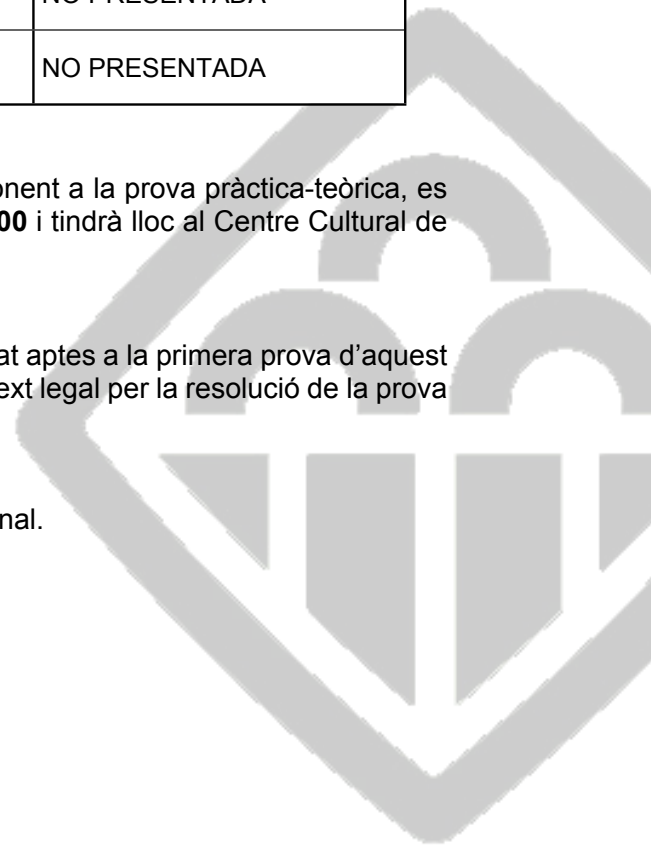 NO PRESENTADA
NO PRESENTADA
onent a la prova pràctica-teòrica, es
00 i tindrà lloc al Centre Cultural de
at aptes a la primera prova d'aquest
ext legal per la resolució de la prova
nal.